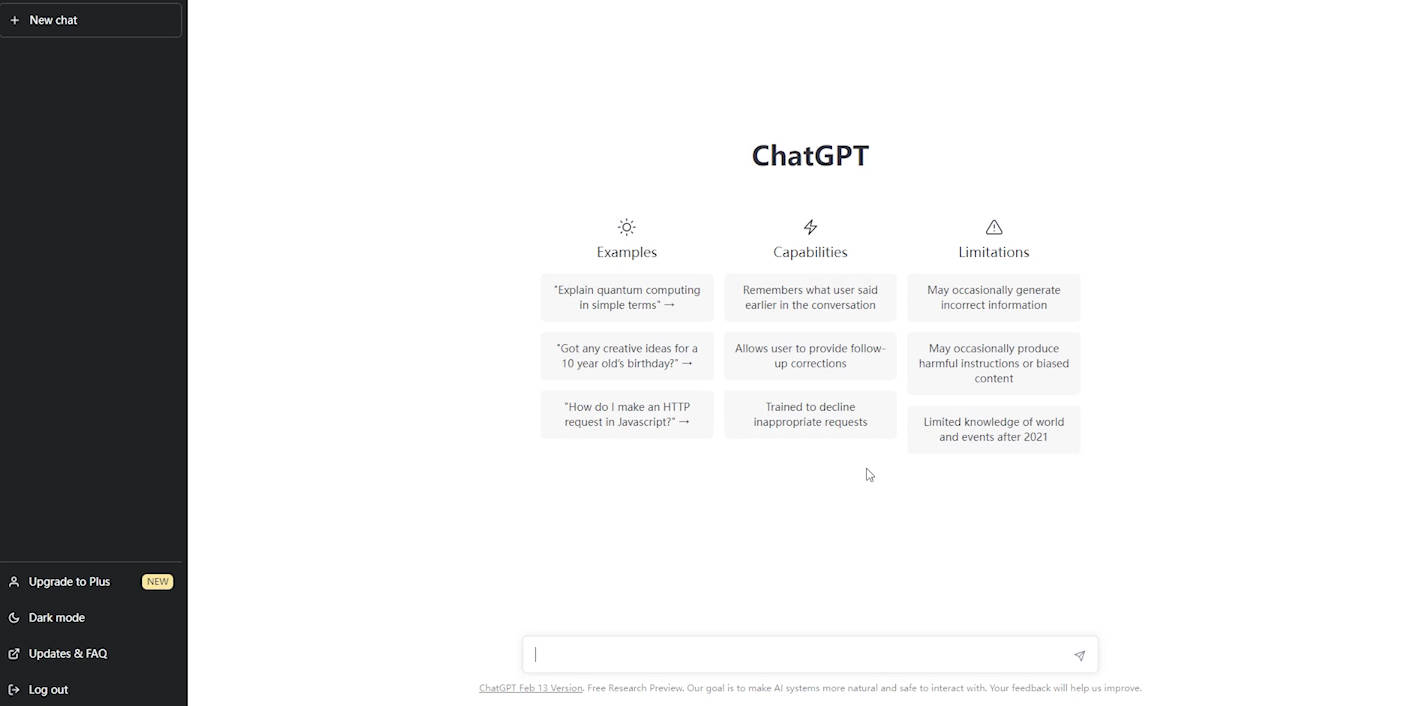 New chat
ChatGPT
Examples
"Explain quantum computing
in simple terms" →
"Got any creative ideas for a
10 year old's birthday?" →
"How do I make an HTTP
request in Javascript?" →
Capabilities
Remembers what user said
earlier in the conversation
Allows user to provide follow-
up corrections
Trained to decline
inappropriate requests
Limitations
May occasionally generate
incorrect information
May occasionally produce
harmful instructions or biased
content
Limited knowledge of world
and events after 2021
Upgrade to Plus NEW
Dark mode
Updates & FAQ
Log out
ChatGPT Feb 13 Version. Free Research Preview. Our goal is to make AI systems more natural and safe to interact with. Your feedback will help us improve.